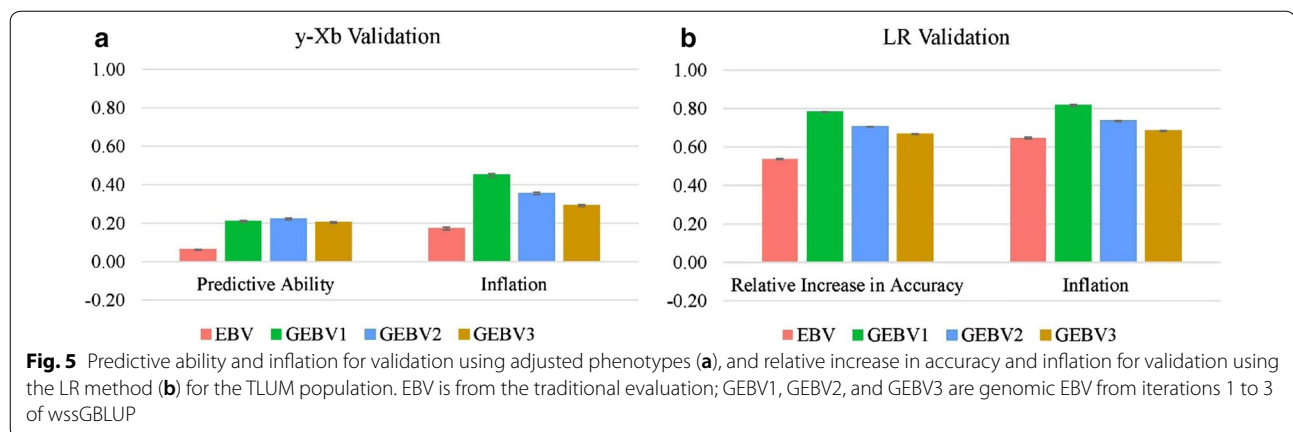 a
y-Xb Validation
1.00
0.80
0.60
0.40
0.20
0.00
-0.20
Predictive Ability
Inflation
EBV GEBV1 GEBV2 GEBV3
b
LR Validation
1.00
0.80
0.60
0.40
0.20
0.00
-0.20
Relative Increase in Accuracy
Inflation
EBV GEBV1 GEBV2 GEBV3
Fig. 5 Predictive ability and inflation for validation using adjusted phenotypes (a), and relative increase in accuracy and inflation for validation using
the LR method (b) for the TLUM population. EBV is from the traditional evaluation; GEBV1, GEBV2, and GEBV3 are genomic EBV from iterations 1 to 3
of wssGBLUP